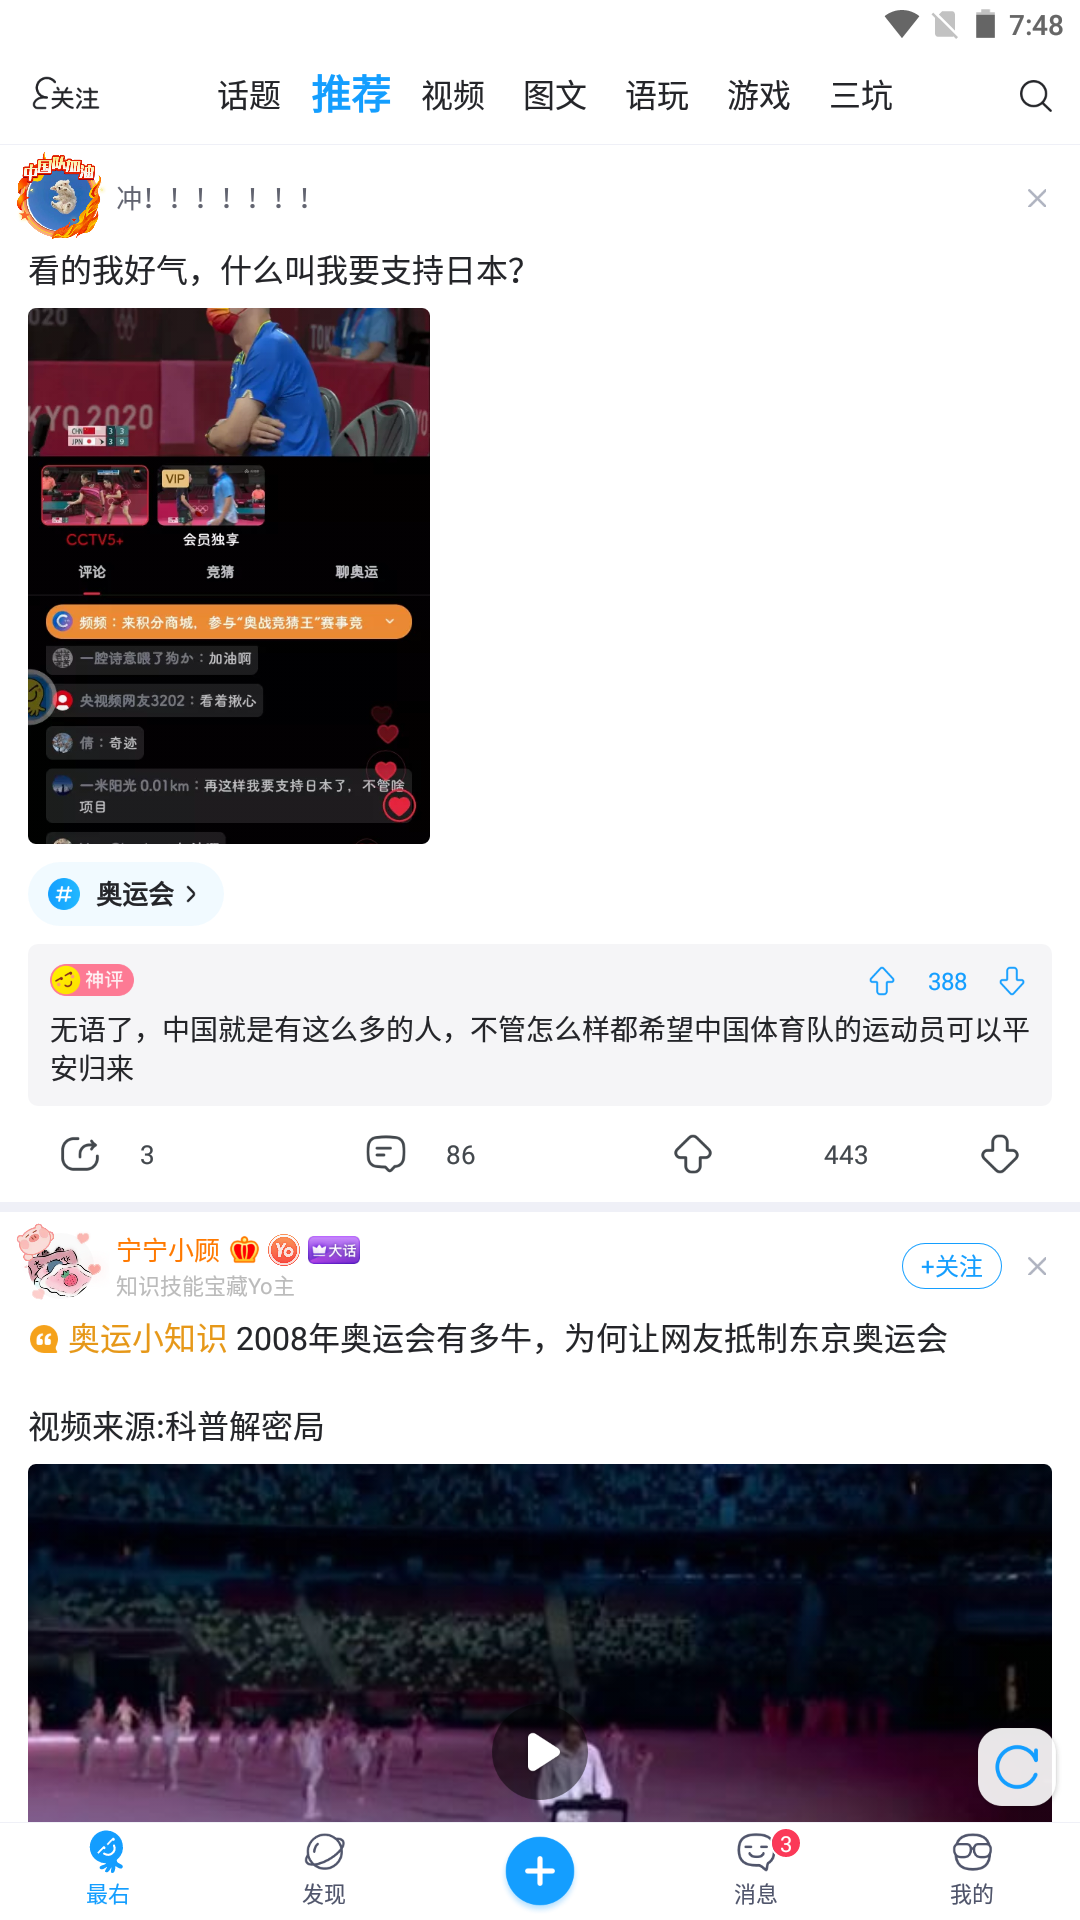 7:48
关注 话题 推荐 视频 图文 语玩 游戏 三坑
中国队加油
冲！！！！！！！
看的我好气，什么叫我要支持日本？
020
TOK
KYO 2020
CHN 3 3
JPN 3 9
VIP
CCTV5+ 会员独享
评论 竞猜 聊奥运
频频：来积分商城，参与“奥战竞猜王”赛事竞
一腔诗意喂了狗か：加油啊
央视频网友3202：看着揪心
倩：奇迹
一米阳光 0.01km：再这样我要支持日本了，不管啥
项目
# 奥运会
神评 388
无语了，中国就是有这么多的人，不管怎么样都希望中国体育队的运动员可以平
安归来
3 86 443
宁宁小顾 Yo 大话
知识技能宝藏Yo主
+关注
奥运小知识 2008年奥运会有多牛，为何让网友抵制东京奥运会
视频来源:科普解密局
3
最右 发现 消息 我的